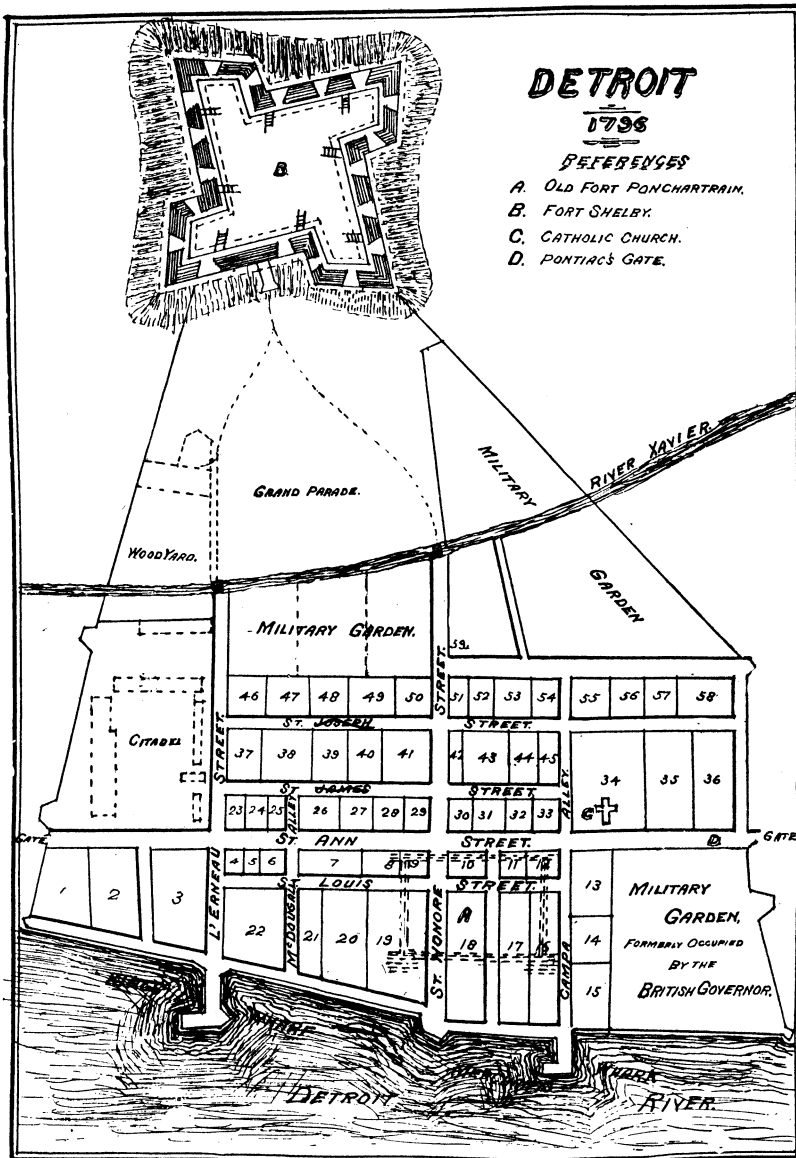 DETROIT
1796
REFERENCES
A. OLD FORT PONCHARTRAIN.
B. FORT SHELBY.
C. CATHOLIC CHURCH.
D. PONTIAC'S GATE.
B.
MILITARY
GARDEN
RIVER XAVIER.
GRAND PARADE.
WOODYARD.
MILITARY GARDEN.
59.
STREET.
46 47 48 49 50 51 52 53 54 55 56 57 58
ST. JOSEPH STREET.
CITADEL
STREET.
37 38 39 40 41 42 43 44 45 34 35 36
ST. JAMES STREET.
ALLEY
ALLEY.
23 24 25 26 27 28 29 30 31 32 33
C
GATE
ST. ANN STREET.
D.
GATE
4 5 6 7 8 9 10 11 12
ST. LOUIS STREET.
1 2 3
L'ERNEAU
22
McDOUGALL
21 20 19
ST. HONORE
A
18 17 16
CAMPA
13
14
15
MILITARY
GARDEN,
FORMERLY OCCUPIED
BY THE
BRITISH GOVERNOR.
WHARF
WHARF
DETROIT
RIVER.